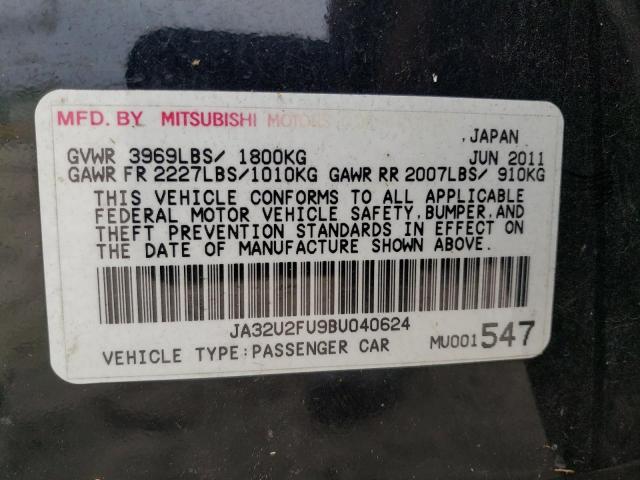 MFD. BY MITSUBISHI MOTORS
, JAPAN
GVWR 3969LBS/ 1800KG JUN 2011
GAWR FR 2227LBS/1010KG GAWR RR 2007LBS/ 910KG
THIS VEHICLE CONFORMS TO ALL APPLICABLE
FEDERAL MOTOR VEHICLE SAFETY, BUMPER, AND
THEFT PREVENTION STANDARDS IN EFFECT ON
THE DATE OF MANUFACTURE SHOWN ABOVE.
JA32U2FU9BU040624
VEHICLE TYPE: PASSENGER CAR MU001547